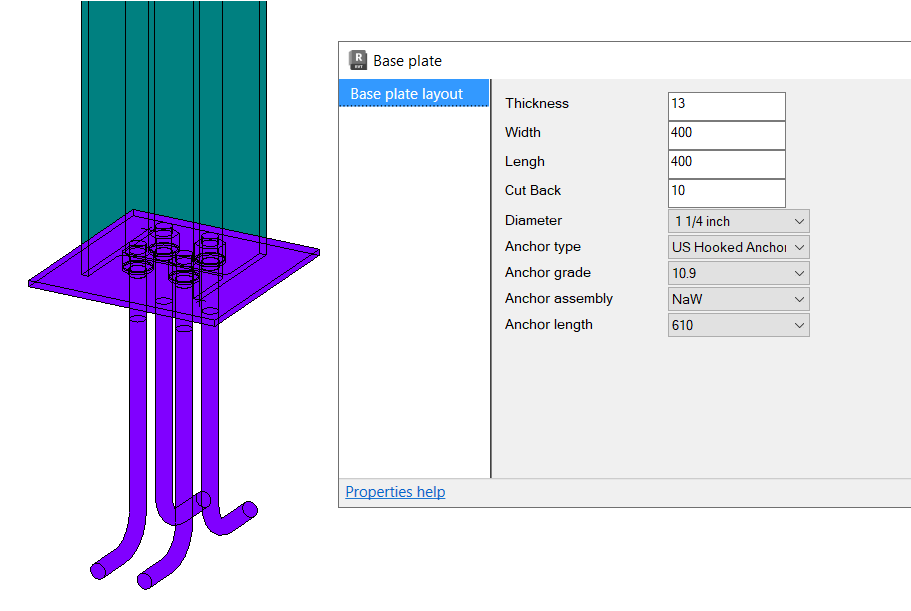 Base plate
Base plate layout
Thickness 13
Width 400
Lengh 400
Cut Back 10
Diameter 1 1/4 inch
Anchor type US Hooked Anchor
Anchor grade 10.9
Anchor assembly NaW
Anchor length 610
Properties help